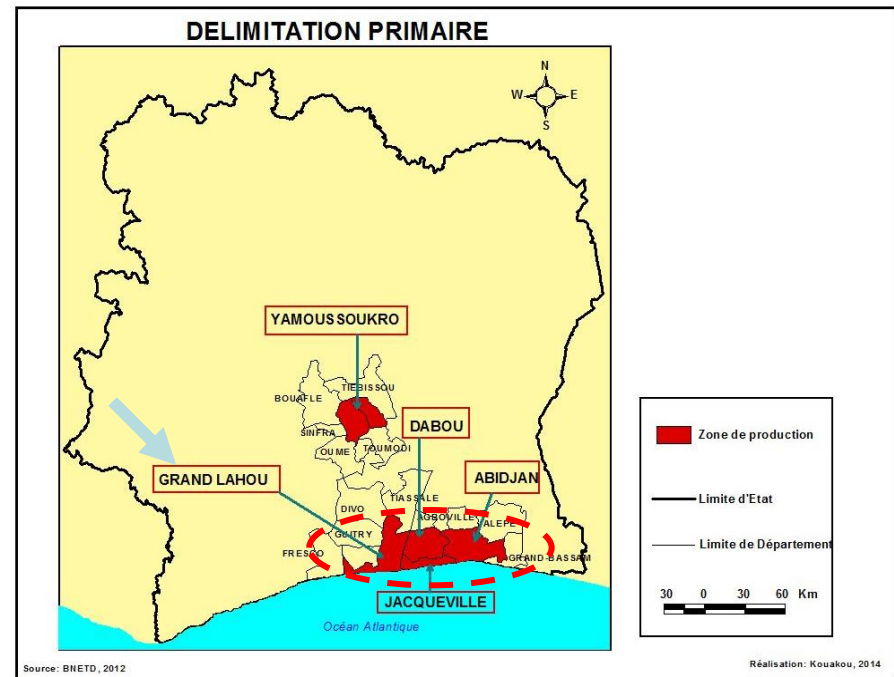 DELIMITATION PRIMAIRE
N
W E
S
YAMOUSSOUKRO
TIEBISSOU
BOUAFLE
DABOU
SINFRA
OUME
TOUMODI
GRAND LAHOU
ABIDJAN
TIASSALE
DIVO
AGBOVILLE
ALEPE
GUITRY
FRESCO
GRAND-BASSAM
JACQUEVILLE
Océan Atlantique
Zone de production
Limite d'Etat
Limite de Département
30 0 30 60 Km
Source: BNETD, 2012
Réalisation: Kouakou, 2014